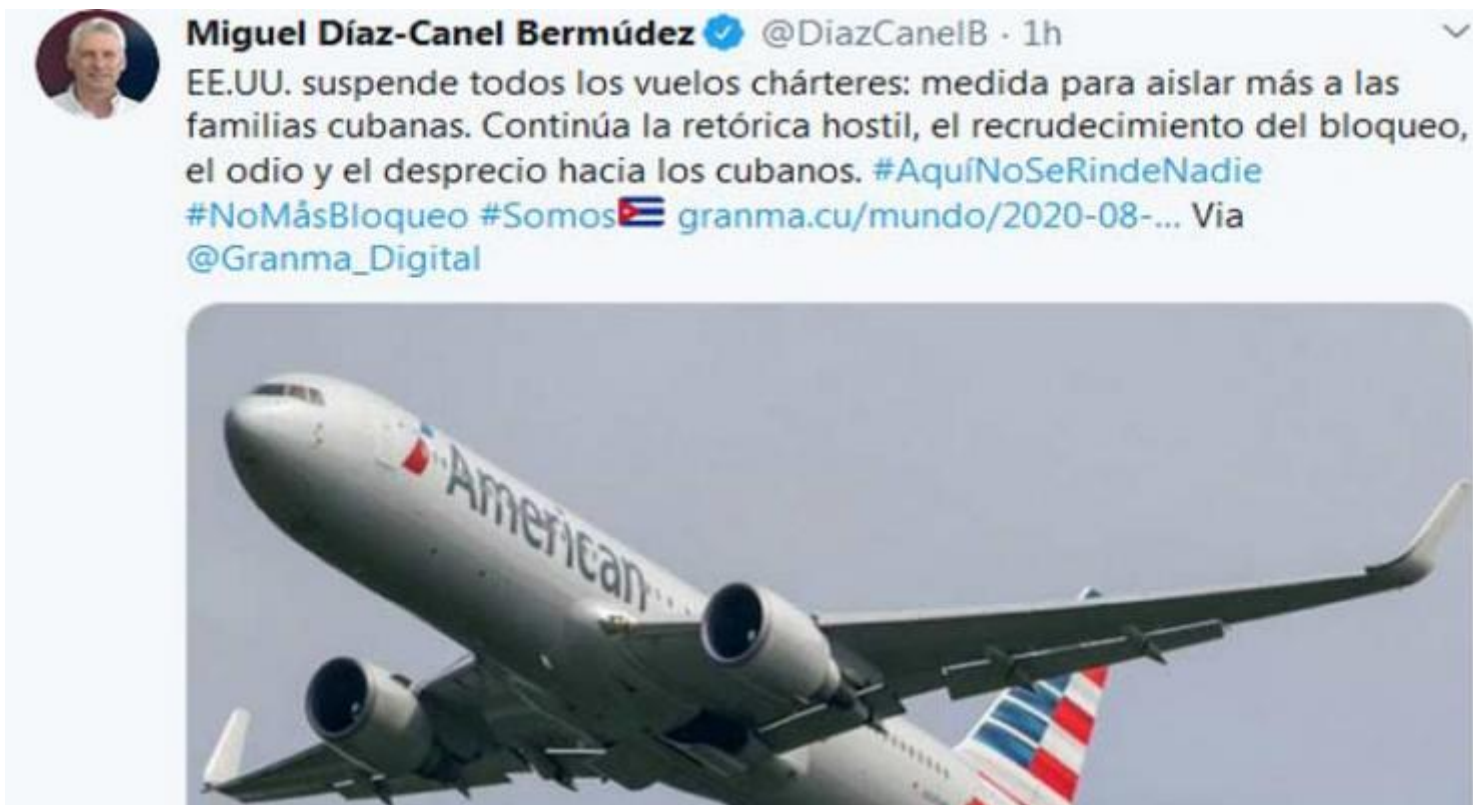 Miguel Díaz-Canel Bermúdez @DiazCanelB · 1h
EE.UU. suspende todos los vuelos chárteres: medida para aislar más a las
familias cubanas. Continúa la retórica hostil, el recrudecimiento del bloqueo,
el odio y el desprecio hacia los cubanos. #AquíNoSeRindeNadie
#NoMåsBloqueo #Somos🇨🇺 granma.cu/mundo/2020-08-... Via
@Granma_Digital
American